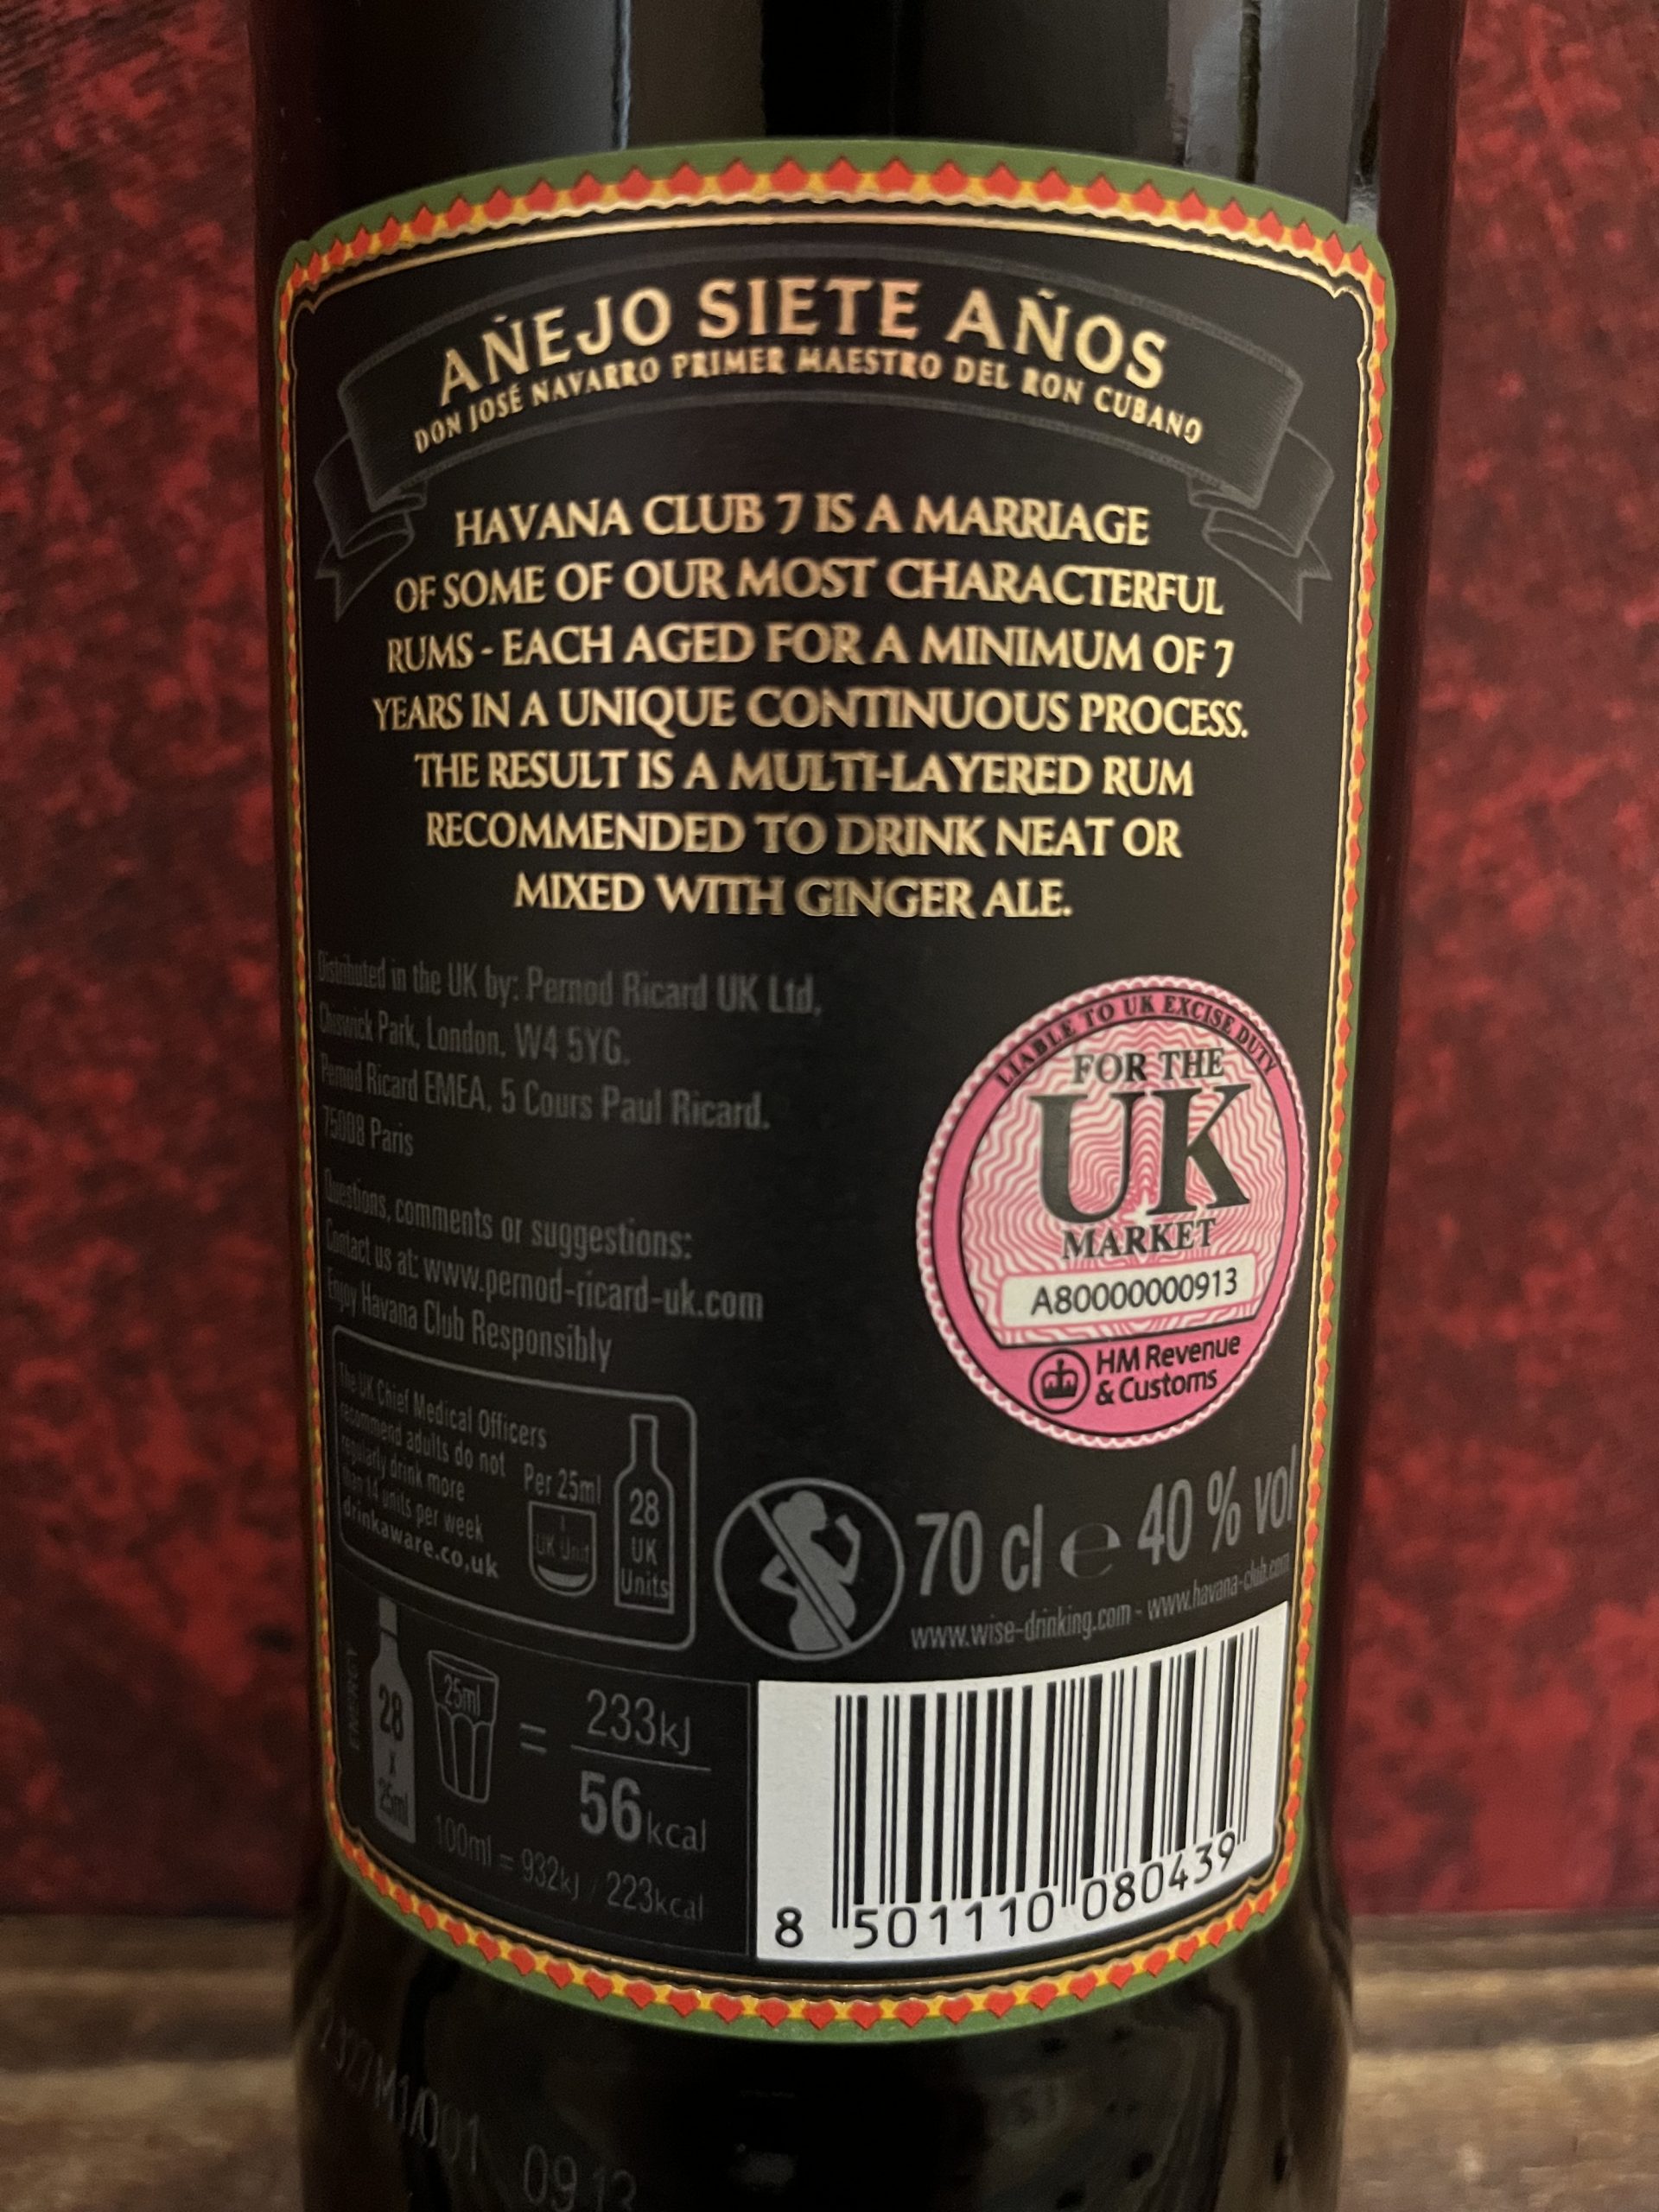 AÑEJO SIETE AÑOS
DON JOSÉ NAVARRO PRIMER MAESTRO DEL RON CUBANO
HAVANA CLUB 7 IS A MARRIAGE
OF SOME OF OUR MOST CHARACTERFUL
RUMS - EACH AGED FOR A MINIMUM OF 7
YEARS IN A UNIQUE CONTINUOUS PROCESS.
THE RESULT IS A MULTI-LAYERED RUM
RECOMMENDED TO DRINK NEAT OR
MIXED WITH GINGER ALE.
Distributed in the UK by: Pernod Ricard UK Ltd,
Chiswick Park, London, W4 5YG.
Pernod Ricard EMEA, 5 Cours Paul Ricard.
75008 Paris
Questions, comments or suggestions:
Contact us at: www.pernod-ricard-uk.com
Enjoy Havana Club Responsibly
LIABLE TO UK EXCISE DUTY
FOR THE
UK
MARKET
A80000000913
HM Revenue
& Customs
The UK Chief Medical Officers
recommend adults do not
regularly drink more
than 14 units per week
drinkaware.co.uk
Per 25ml
1
UK Unit
28
UK
Units
70 cl e 40 % vol
www.wise-drinking.com - www.havana-club.com
ENERGY
28
x
25ml
25ml
=
233kJ
56kcal
100ml = 932kJ / 223kcal
8 501110 080439
09.13